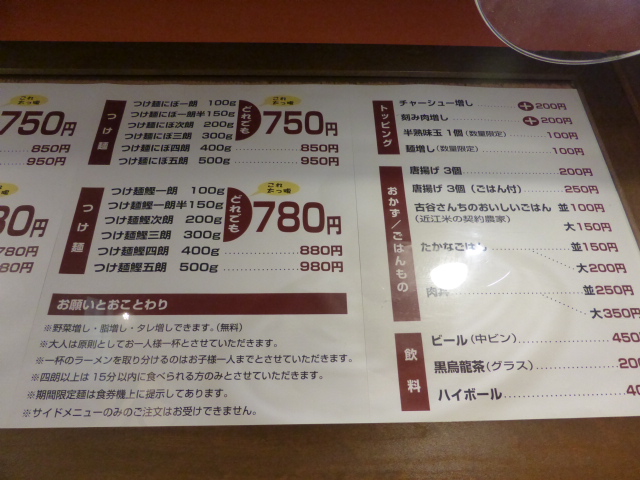 これ
だっ唯
750円
850円
950円
80円
780円
980円
つけ麺
つけ麺にぼ一朗 100g
つけ麺にぼ一朗半150g
つけ麺にぼ次朗 200g
つけ麺にぼ三朗 300g
つけ麺にぼ四朗 400g 850円
つけ麺にぼ五朗 500g 950円
どれでも
750円
つけ麺
つけ麺鰹一朗 100g
つけ麺鰹一朗半 150g
つけ麺鰹次朗 200g
つけ麺鰹三朗 300g
つけ麺鰹四朗 400g 880円
つけ麺鰹五朗 500g 980円
どれでも
780円
お願いとおことわり
※野菜増し・脂増し・タレ増しできます。(無料)
※大人は原則としてお一人様一杯とさせていただきます。
※一杯のラーメンを取り分けるのはお子様一人までとさせていただきます。
※四朗以上は15分以内に食べられる方のみとさせていただきます。
※期間限定麺は食券機上に提示してあります。
※サイドメニューのみのご注文はお受けできません。
トッピング
チャーシュー増し +200円
刻み肉増し +200円
半熟味玉 1個(数量限定) 100円
麺増し(数量限定) 100円
おかず/ごはんもの
唐揚げ 3個 200円
唐揚げ 3個(ごはん付) 250円
古谷さんちのおいしいごはん 並100円
(近江米の契約農家) 大150円
たかなごはん 並150円
大200円
肉丼 並250円
大350円
飲料
ビール(中ビン) 450
黒烏龍茶(グラス) 200
ハイボール 40